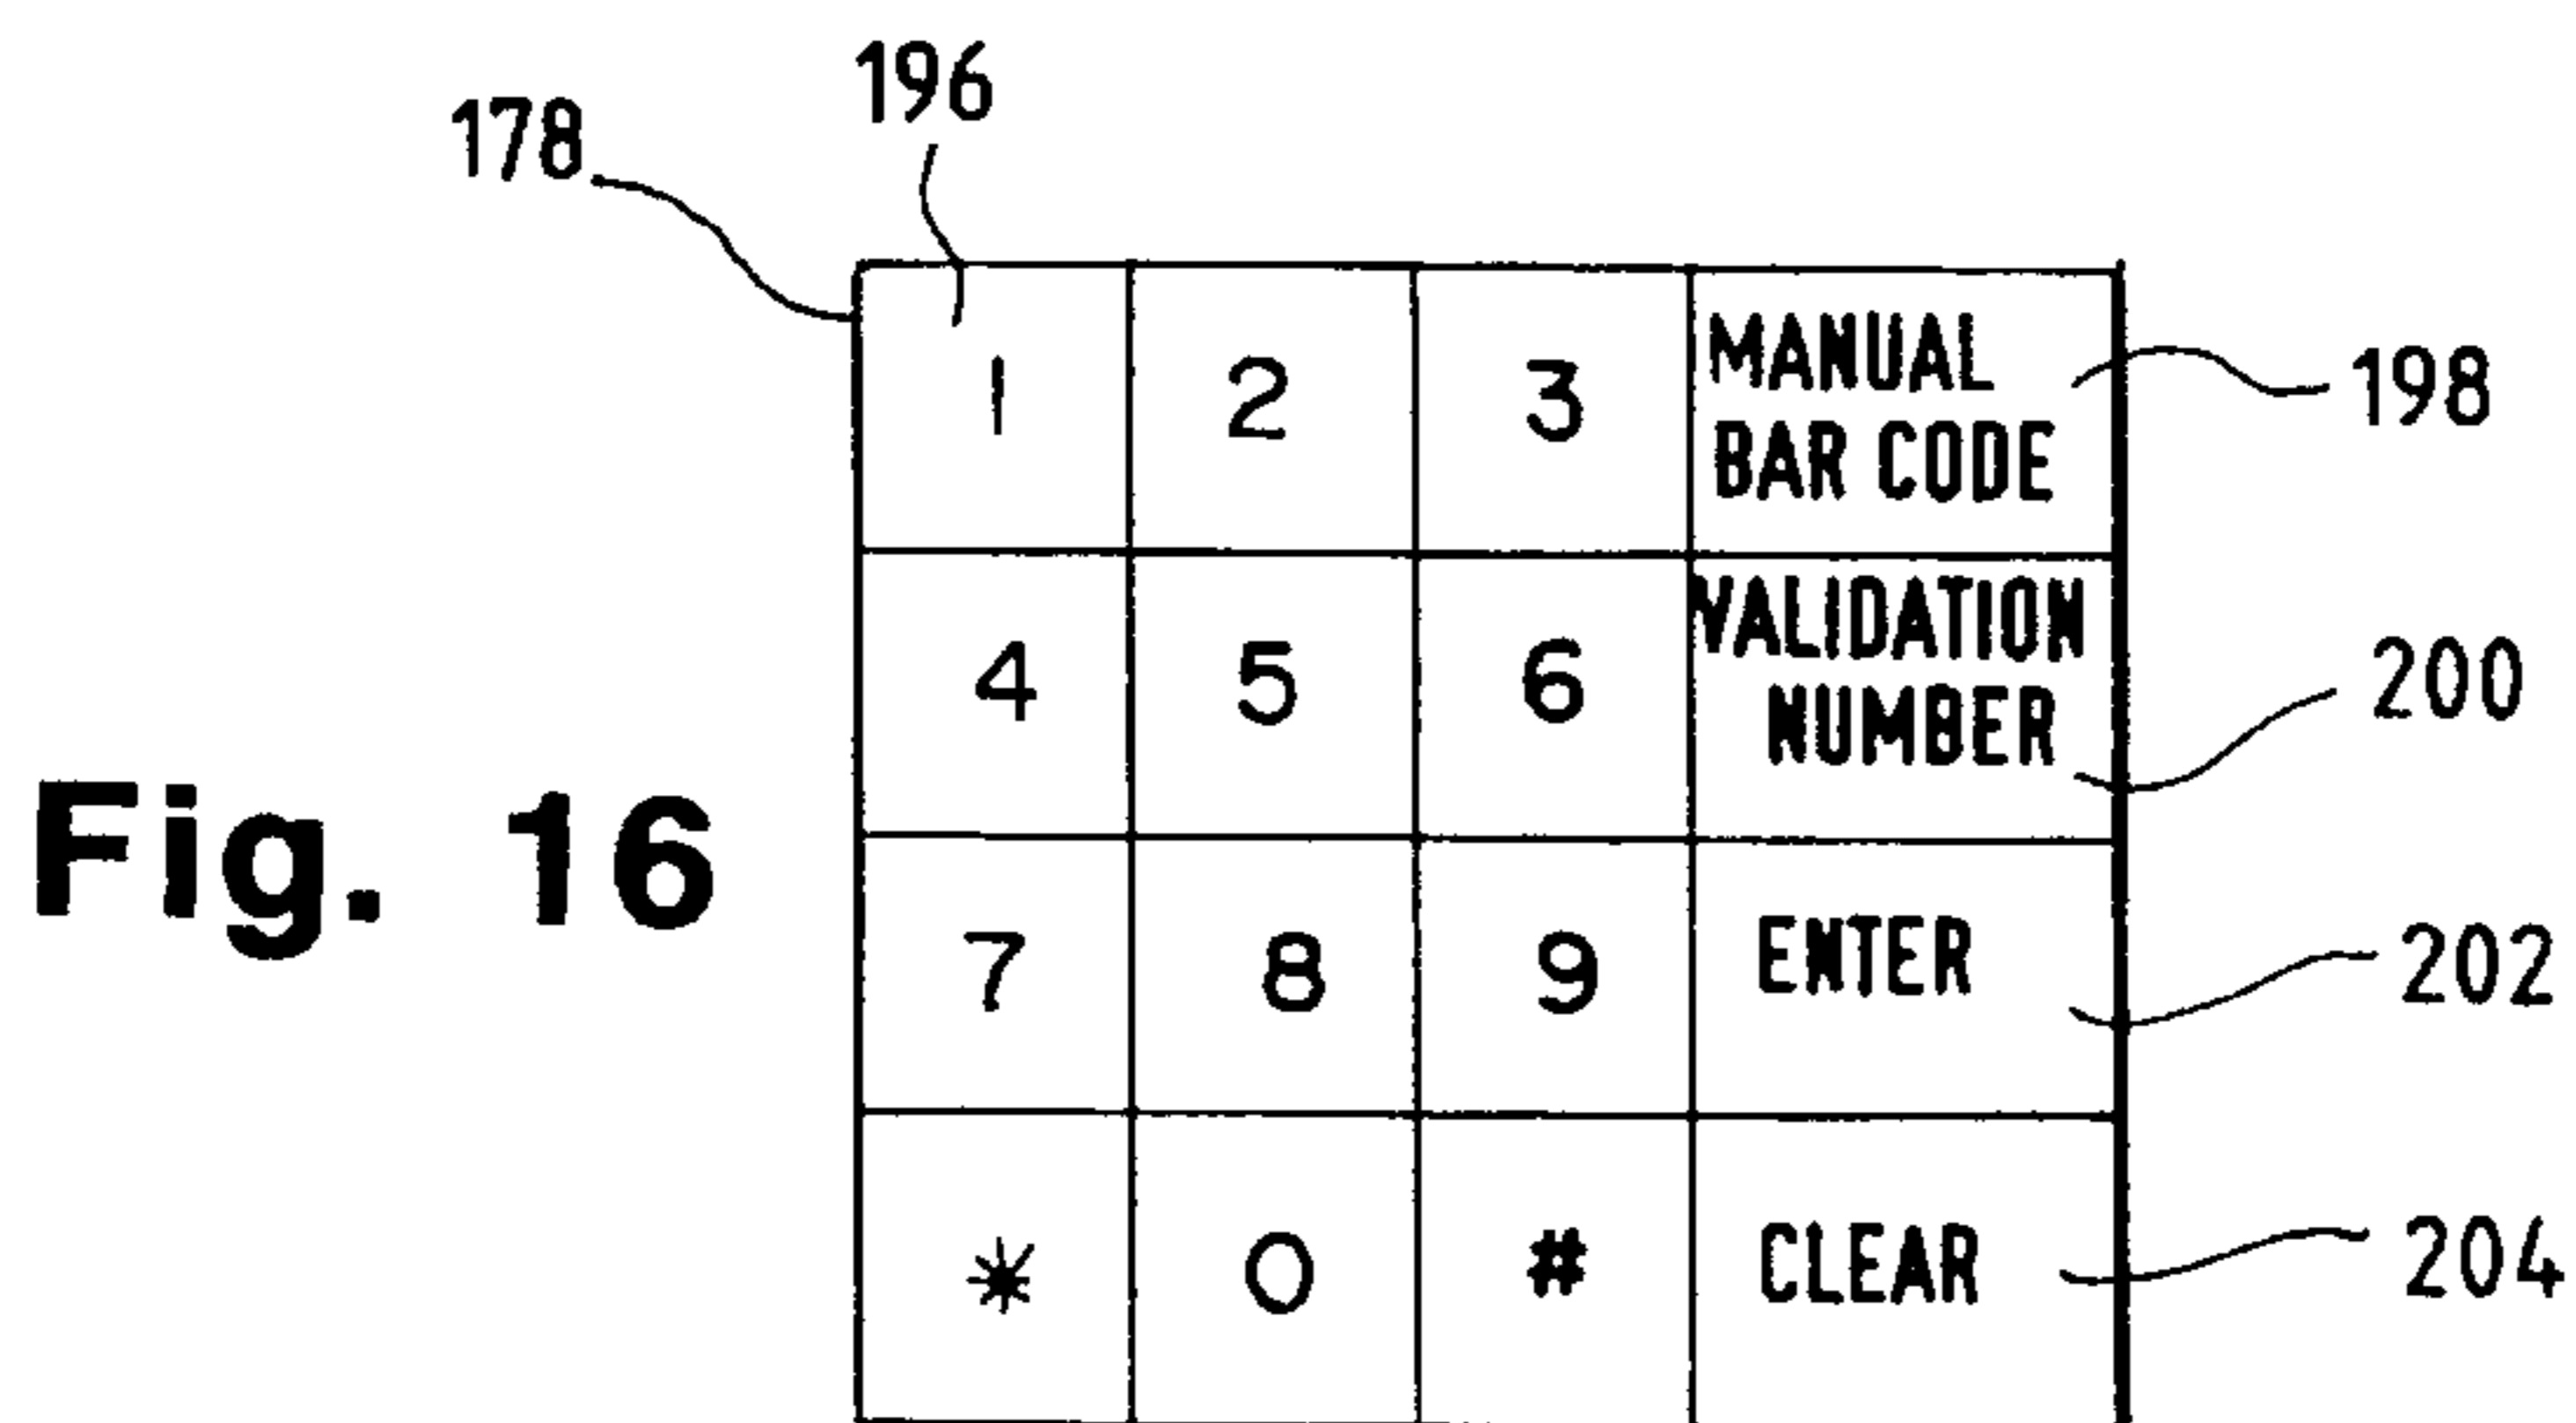 196
178
1 2 3 MANUAL
BAR CODE
198
4 5 6 VALIDATION
NUMBER
200
Fig. 16
7 8 9 ENTER
202
* 0 # CLEAR
204